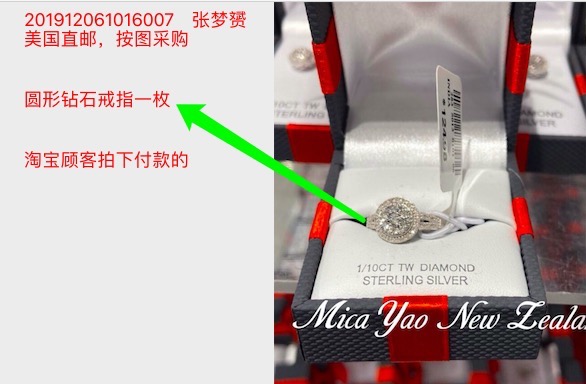 201912061016007 张梦赟
美国直邮，按图采购
圆形钻石戒指一枚
淘宝顾客拍下付款的
10CT TW
STERLING
1/10CT TW DIAMOND
STERLING SILVER
Mica Yao New Zeala